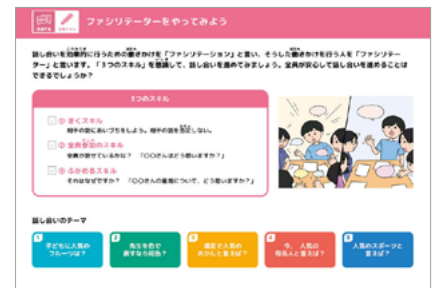 ファシリテーターをやってみよう
話し合いを効果的に行うための働きかけを「ファシリテーション」と言い、そうした働きかけを行う人を「ファシリテー
ター」と言います。「3つのスキル」を意識して、話し合いを進めてみましょう。全員が安心して話し合いを進めることは
できるでしょうか？
3つのスキル
① きくスキル
相手の話にあいづちをしよう。相手の話を否定しない。
② 全員参加のスキル
全員が話せているかな？ 「〇〇さんはどう思いますか？」
③ ふかめるスキル
それはなぜですか？ 「〇〇さんの意見について、どう思いますか？」
話し合いのテーマ
1
子どもに人気の
フルーツは？
2
先生を色で
表すなら何色？
3
遠足で人気の
おかしと言えば？
4
今、人気の
有名人と言えば？
5
人気のスポーツと
言えば？